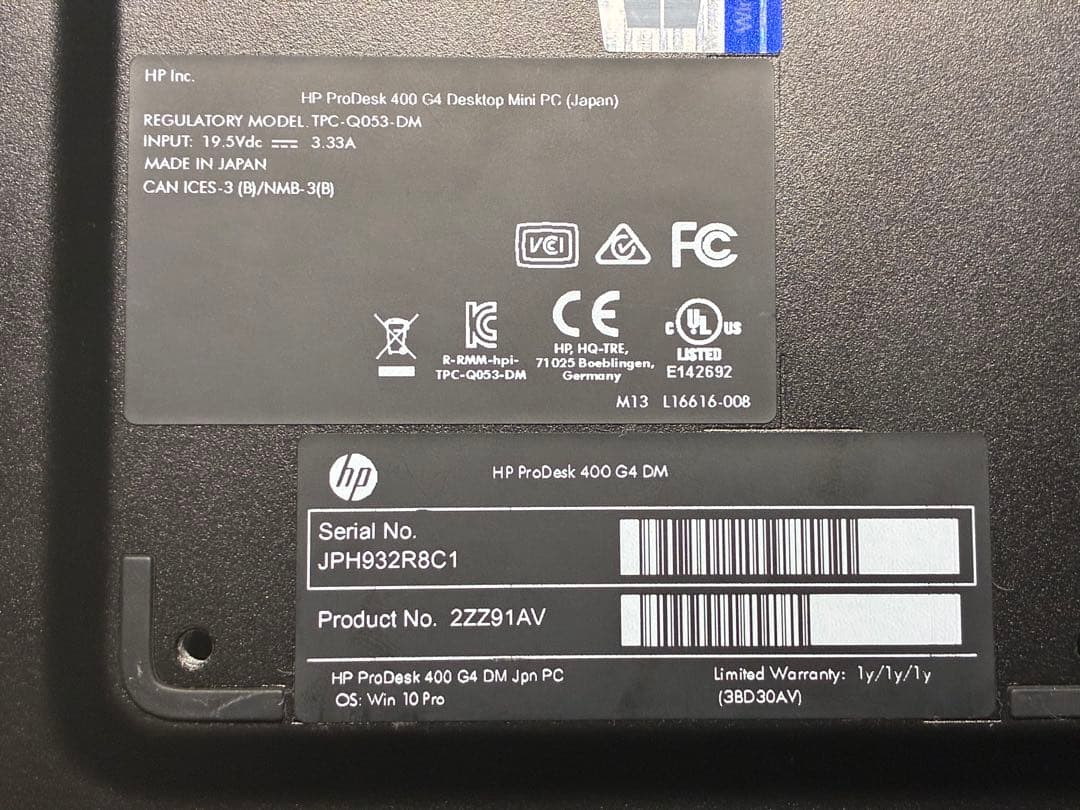 Win
HP Inc.
HP ProDesk 400 G4 Desktop Mini PC (Japan)
REGULATORY MODEL. TPC-Q053-DM
INPUT: 19.5Vdc 3.33A
MADE IN JAPAN
CAN ICES-3 (B)/NMB-3(B)
VCI
FC
CE
c UL US
LISTED
E142692
HP, HQ-TRE,
71025 Boeblingen,
Germany
R-RMM-hpi-
TPC-Q053-DM
M13 L16616-008
hp
HP ProDesk 400 G4 DM
Serial No.
JPH932R8C1
Product No. 2ZZ91AV
HP ProDesk 400 G4 DM Jpn PC
OS: Win 10 Pro
Limited Warranty: 1y/1y/1y
(3BD30AV)